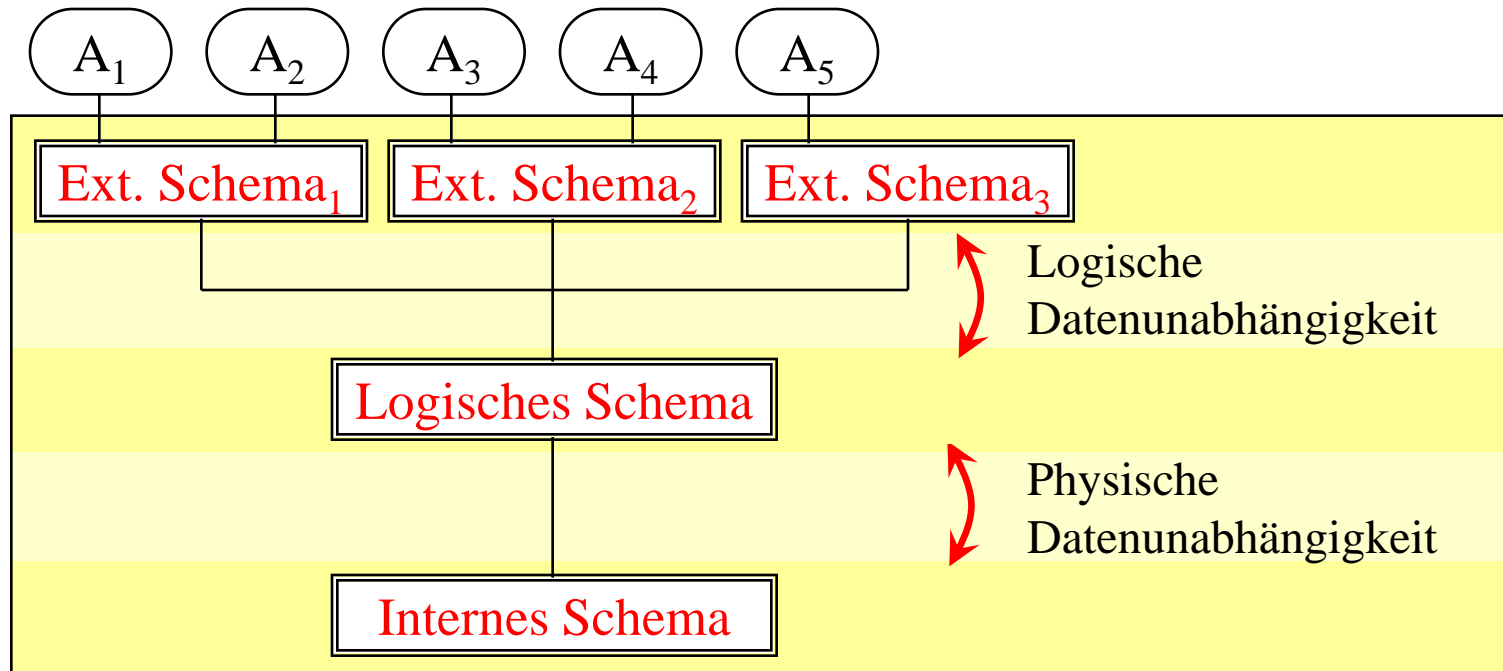 A₁ A₂ A₃ A₄ A₅
Ext. Schema₁ Ext. Schema₂ Ext. Schema₃
Logische
Datenunabhängigkeit
Logisches Schema
Physische
Datenunabhängigkeit
Internes Schema